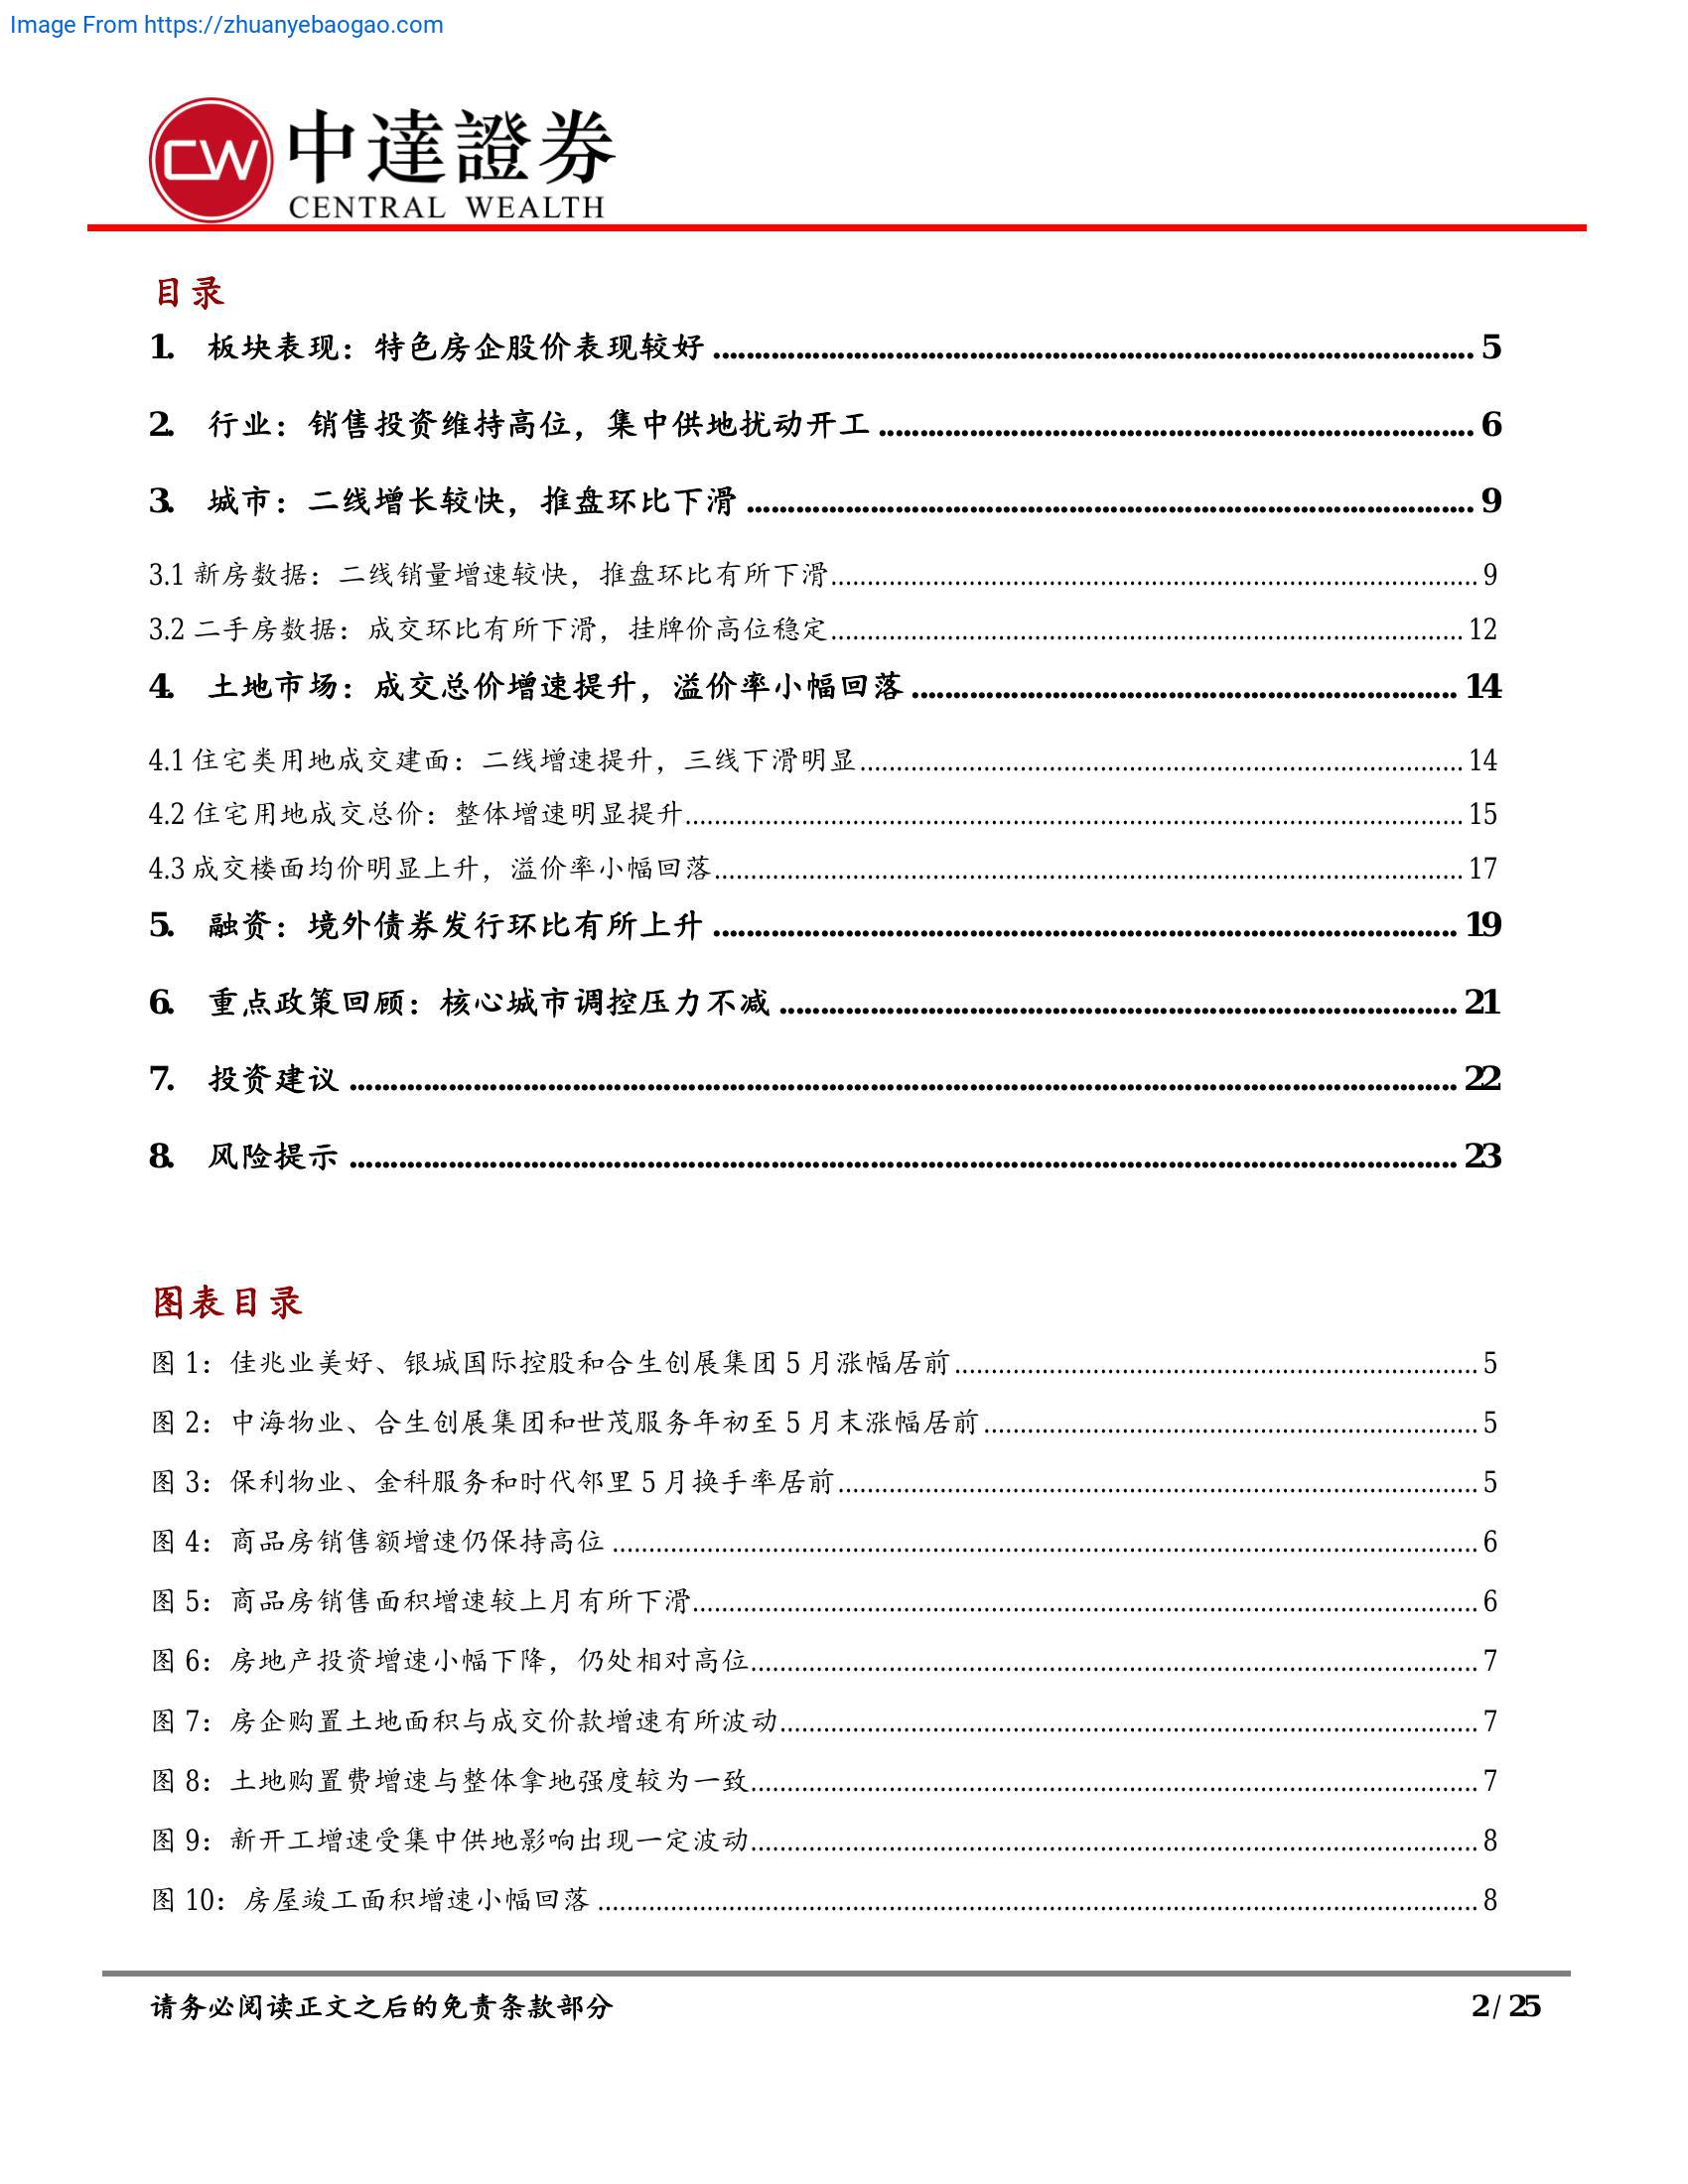 Image From https://zhuanyebaogao.com
CW
中達證券
CENTRAL WEALTH
目录
1. 板块表现：特色房企股价表现较好 5
2. 行业：销售投资维持高位，集中供地扰动开工 6
3. 城市：二线增长较快，推盘环比下滑 9
3.1 新房数据：二线销量增速较快，推盘环比有所下滑 9
3.2 二手房数据：成交环比有所下滑，挂牌价高位稳定 12
4. 土地市场：成交总价增速提升，溢价率小幅回落 14
4.1 住宅类用地成交建面：二线增速提升，三线下滑明显 14
4.2 住宅用地成交总价：整体增速明显提升 15
4.3 成交楼面均价明显上升，溢价率小幅回落 17
5. 融资：境外债券发行环比有所上升 19
6. 重点政策回顾：核心城市调控压力不减 21
7. 投资建议 22
8. 风险提示 23
图表目录
图 1：佳兆业美好、银城国际控股和合生创展集团 5 月涨幅居前 5
图 2：中海物业、合生创展集团和世茂服务年初至 5 月末涨幅居前 5
图 3：保利物业、金科服务和时代邻里 5 月换手率居前 5
图 4：商品房销售额增速仍保持高位 6
图 5：商品房销售面积增速较上月有所下滑 6
图 6：房地产投资增速小幅下降，仍处相对高位 7
图 7：房企购置土地面积与成交价款增速有所波动 7
图 8：土地购置费增速与整体拿地强度较为一致 7
图 9：新开工增速受集中供地影响出现一定波动 8
图 10：房屋竣工面积增速小幅回落 8
请务必阅读正文之后的免责条款部分 2 / 25